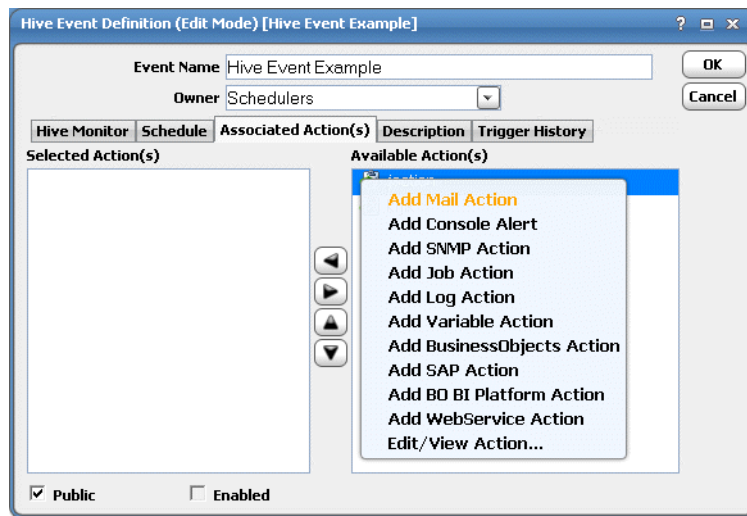 Hive Event Definition (Edit Mode) [Hive Event Example]
?
Event Name Hive Event Example
OK
Owner Schedulers
Cancel
Hive Monitor Schedule Associated Action(s) Description Trigger History
Selected Action(s) Available Action(s)
Add Mail Action
Add Console Alert
Add SNMP Action
Add Job Action
Add Log Action
Add Variable Action
Add BusinessObjects Action
Add SAP Action
Add BO BI Platform Action
Add WebService Action
Edit/View Action...
Public Enabled